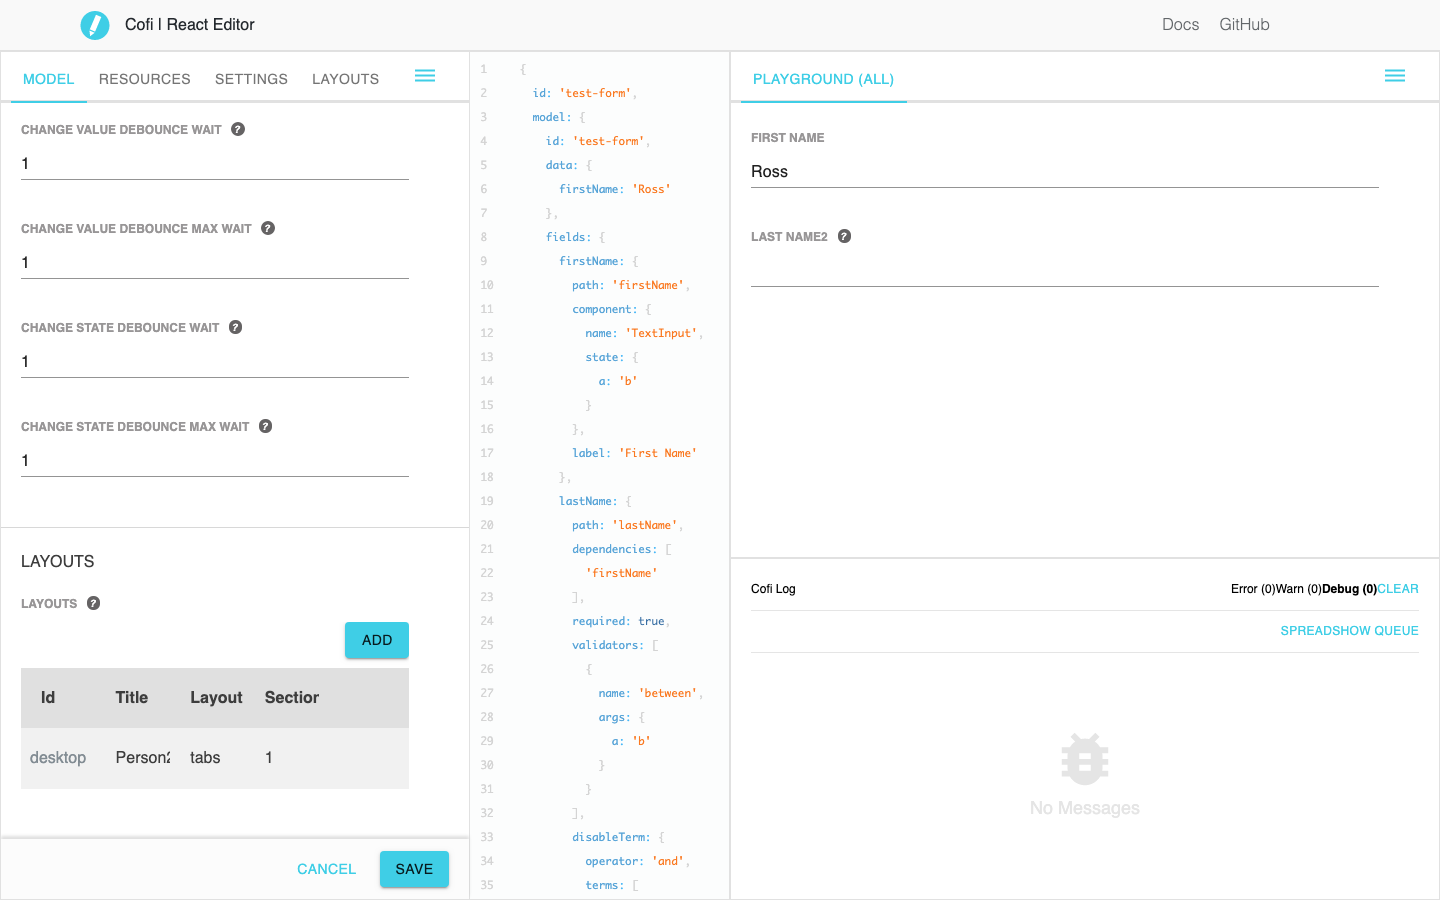 Cofi | React Editor
Docs
GitHub
MODEL
RESOURCES
SETTINGS
LAYOUTS
CHANGE VALUE DEBOUNCE WAIT ?
1
CHANGE VALUE DEBOUNCE MAX WAIT ?
1
CHANGE STATE DEBOUNCE WAIT ?
1
CHANGE STATE DEBOUNCE MAX WAIT ?
1
LAYOUTS
LAYOUTS ?
ADD
Id Title Layout Section
desktop Person2 tabs 1
CANCEL
SAVE
1 {
2 id: 'test-form',
3 model: {
4 id: 'test-form',
5 data: {
6 firstName: 'Ross'
7 },
8 fields: {
9 firstName: {
10 path: 'firstName',
11 component: {
12 name: 'TextInput',
13 state: {
14 a: 'b'
15 }
16 },
17 label: 'First Name'
18 },
19 lastName: {
20 path: 'lastName',
21 dependencies: [
22 'firstName'
23 ],
24 required: true,
25 validators: [
26 {
27 name: 'between',
28 args: {
29 a: 'b'
30 }
31 }
32 ],
33 disableTerm: {
34 operator: 'and',
35 terms: [
PLAYGROUND (ALL)
FIRST NAME
Ross
LAST NAME2 ?
Cofi Log
Error (0)Warn (0)Debug (0)CLEAR
SPREADSHOW QUEUE
No Messages